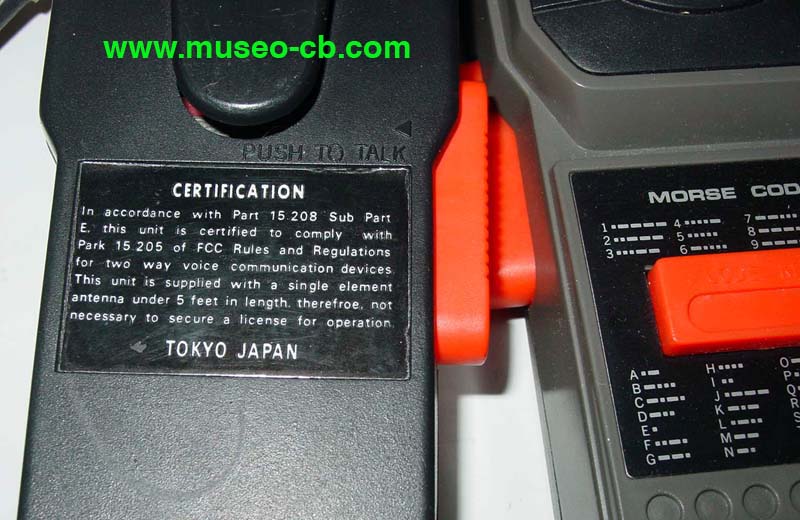 www.museo-cb.com
PUSH TO TALK
CERTIFICATION
In accordance with Part 15.208 Sub Part
E, this unit is certified to comply with
Park 15.205 of FCC Rules and Regulations
for two way voice communication devices.
This unit is supplied with a single element
antenna under 5 feet in length, therefroe, not
necessary to secure a license for operation.
TOKYO JAPAN
MORSE COD
1 4 7
2 5 8
3 6 9
A H O
B I P
C J Q
D K R
E L S
F M
G N